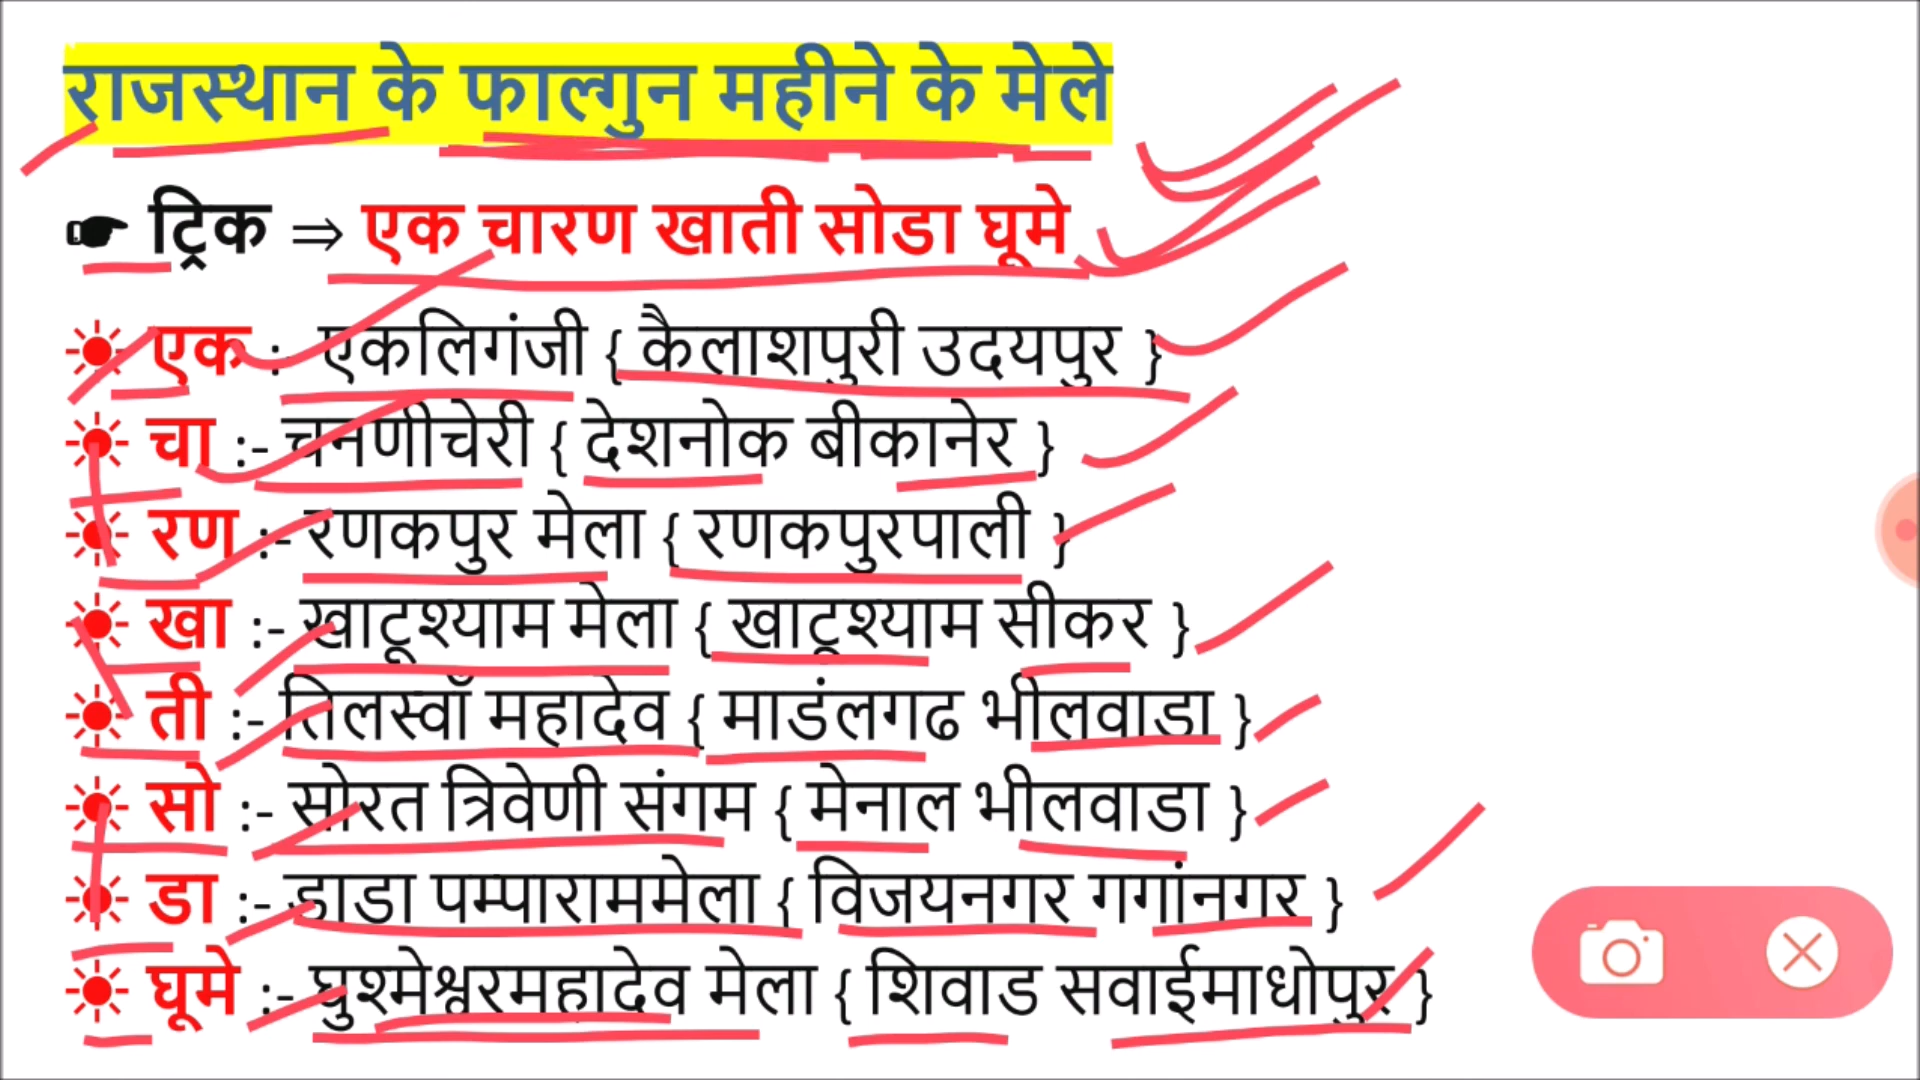 राजस्थान के फाल्गुन महीने के मेले
☛ ट्रिक ⇒ एक चारण खाती सोडा घूमे
☀ एक :- एकलिगंजी { कैलाशपुरी उदयपुर }
☀ चा :- चनणीचेरी { देशनोक बीकानेर }
☀ रण :- रणकपुर मेला { रणकपुरपाली }
☀ खा :- खाटूश्याम मेला { खाटूश्याम सीकर }
☀ ती :- तिलस्वाँ महादेव { माडंलगढ भीलवाडा }
☀ सो :- सोरत त्रिवेणी संगम { मेनाल भीलवाडा }
☀ डा :- डाडा पम्पाराममेला { विजयनगर गगांनगर }
☀ घूमे :- घुश्मेश्वरमहादेव मेला { शिवाड सवाईमाधोपुर }